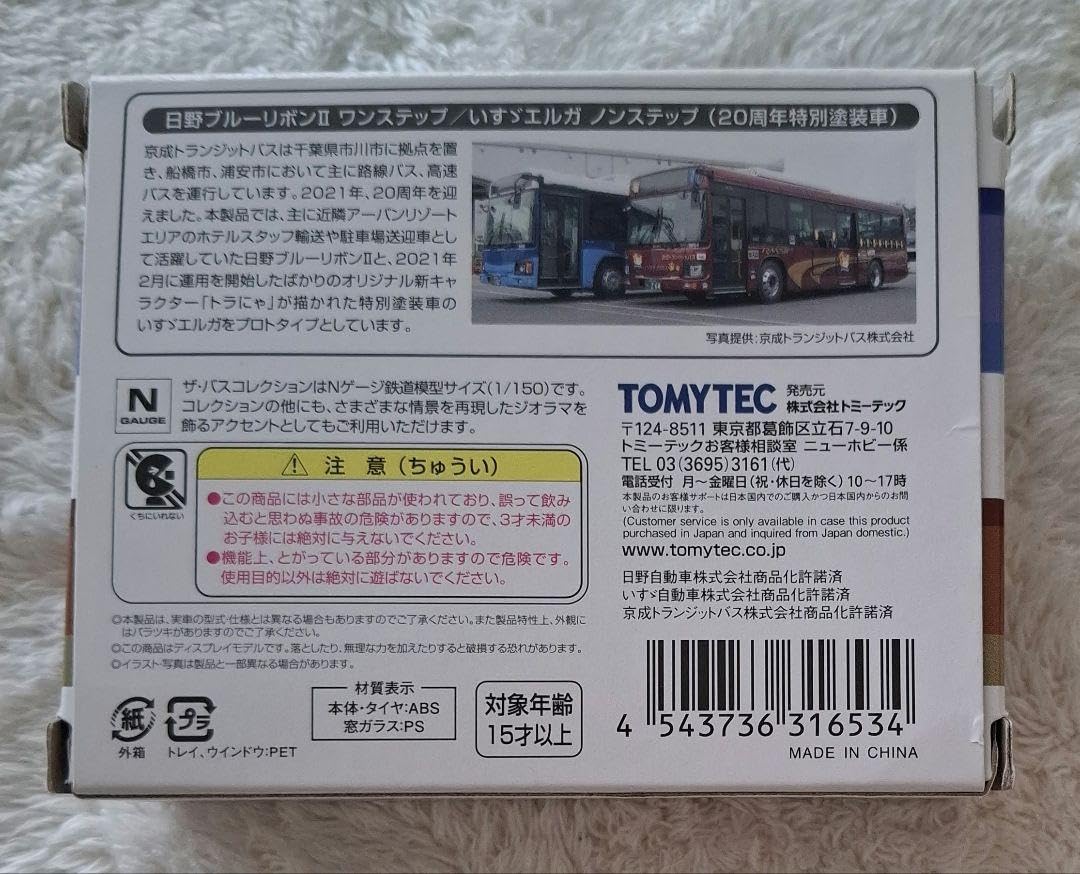 日野ブルーリボンⅡ ワンステップ／いすゞエルガ ノンステップ（20周年特別塗装車）
京成トランジットバスは千葉県市川市に拠点を置
き、船橋市、浦安市において主に路線バス、高速
バスを運行しています。2021年、20周年を迎
えました。本製品では、主に近隣アーバンリゾート
エリアのホテルスタッフ輸送や駐車場送迎車とし
て活躍していた日野ブルーリボンⅡと、2021年
2月に運用を開始したばかりのオリジナル新キャ
ラクター「トラにゃ」が描かれた特別塗装車の
いすゞエルガをプロトタイプとしています。
写真提供：京成トランジットバス株式会社
N
GAUGE
ザ・バスコレクションはNゲージ鉄道模型サイズ(1/150)です。
コレクションの他にも、さまざまな情景を再現したジオラマを
飾るアクセントとしてもご利用いただけます。
くちにいれない
注 意（ちゅうい）
●この商品には小さな部品が使われており、誤って飲み
込むと思わぬ事故の危険がありますので、3才未満の
お子様には絶対に与えないでください。
●機能上、とがっている部分がありますので危険です。
使用目的以外は絶対に遊ばないでください。
◎本製品は、実車の型式・仕様とは異なる場合もありますのでご了承ください。また製品特性上、外観に
はバラツキがありますのでご了承ください。
◎この商品はディスプレイモデルです。落としたり、無理な力を加えたりすると破損する恐れがあります。
◎イラスト・写真は製品と一部異なる場合があります。
紙
外箱
プラ
トレイ、ウインドウ:PET
材質表示
本体・タイヤ:ABS
窓ガラス:PS
対象年齢
15才以上
TOMYTEC 発売元
株式会社トミーテック
〒124-8511 東京都葛飾区立石7-9-10
トミーテックお客様相談室 ニューホビー係
TEL 03(3695)3161(代)
電話受付 月～金曜日(祝・休日を除く)10～17時
本製品のお客様サポートは日本国内でのご購入かつ日本国内からのお問
い合わせに限ります。
(Customer service is only available in case this product
purchased in Japan and inquired from Japan domestic.)
www.tomytec.co.jp
日野自動車株式会社商品化許諾済
いすゞ自動車株式会社商品化許諾済
京成トランジットバス株式会社商品化許諾済
4 543736 316534
MADE IN CHINA